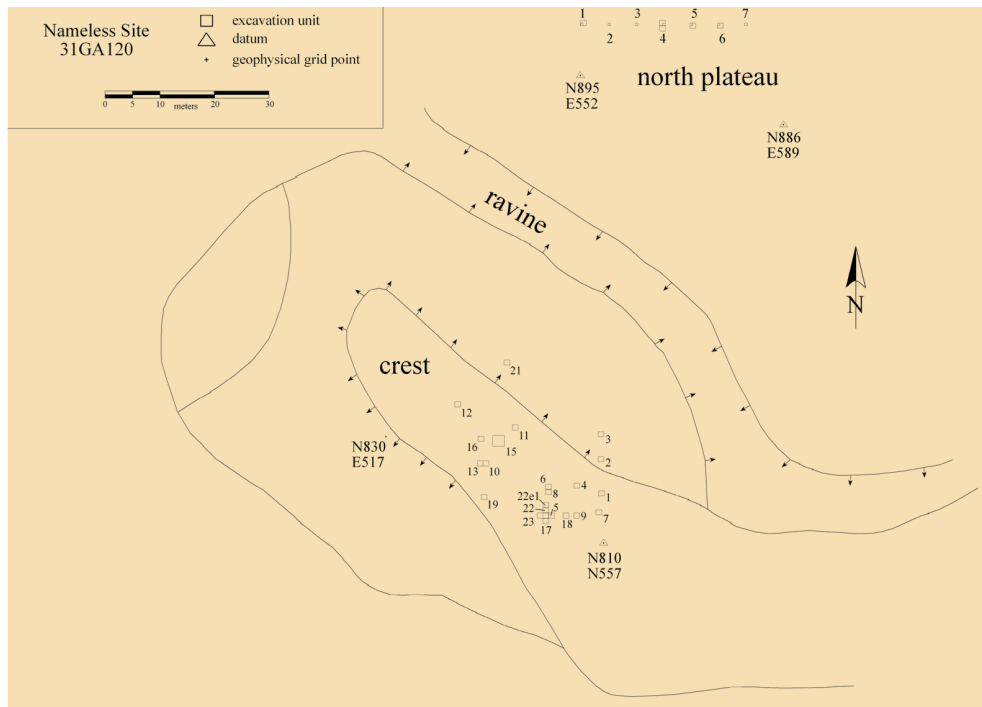 Nameless Site
31GA120
excavation unit
datum
geophysical grid point
0 5 10 meters 20 30
1 3 5 7
2 4 6
north plateau
N895
E552
N886
E589
ravine
N
crest
21
12
11
3
16
15
N830
E517
2
13 10
6
4
8
19
22e1
1
22
5
7
23
18
9
17
N810
N557